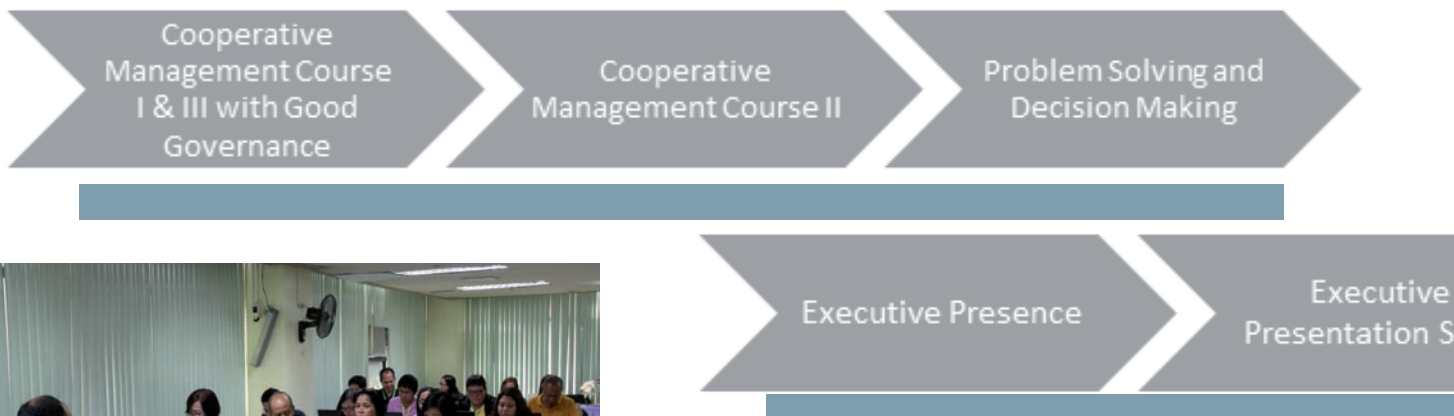 Cooperative
Management Course
I & III with Good
Governance
Cooperative
Management Course II
Problem Solving and
Decision Making
Executive Presence
Executive
Presentation